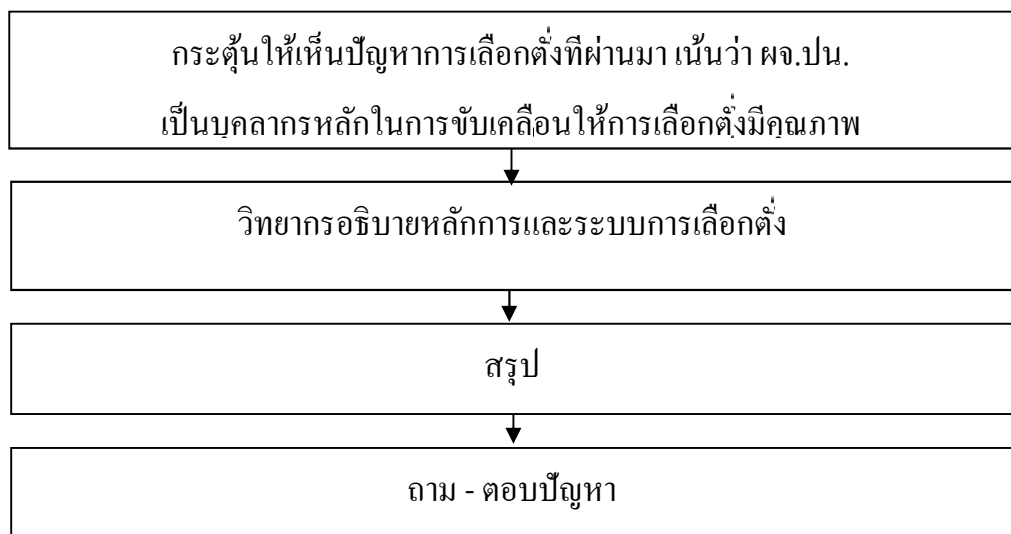 กระตุ้นให้เห็นปัญหาการเลือกตั้งที่ผ่านมา เน้นว่า ผจ.ปน.
เป็นบุคลากรหลักในการขับเคลื่อนให้การเลือกตั้งมีคุณภาพ
วิทยากรอธิบายหลักการและระบบการเลือกตั้ง
สรุป
ถาม - ตอบปัญหา